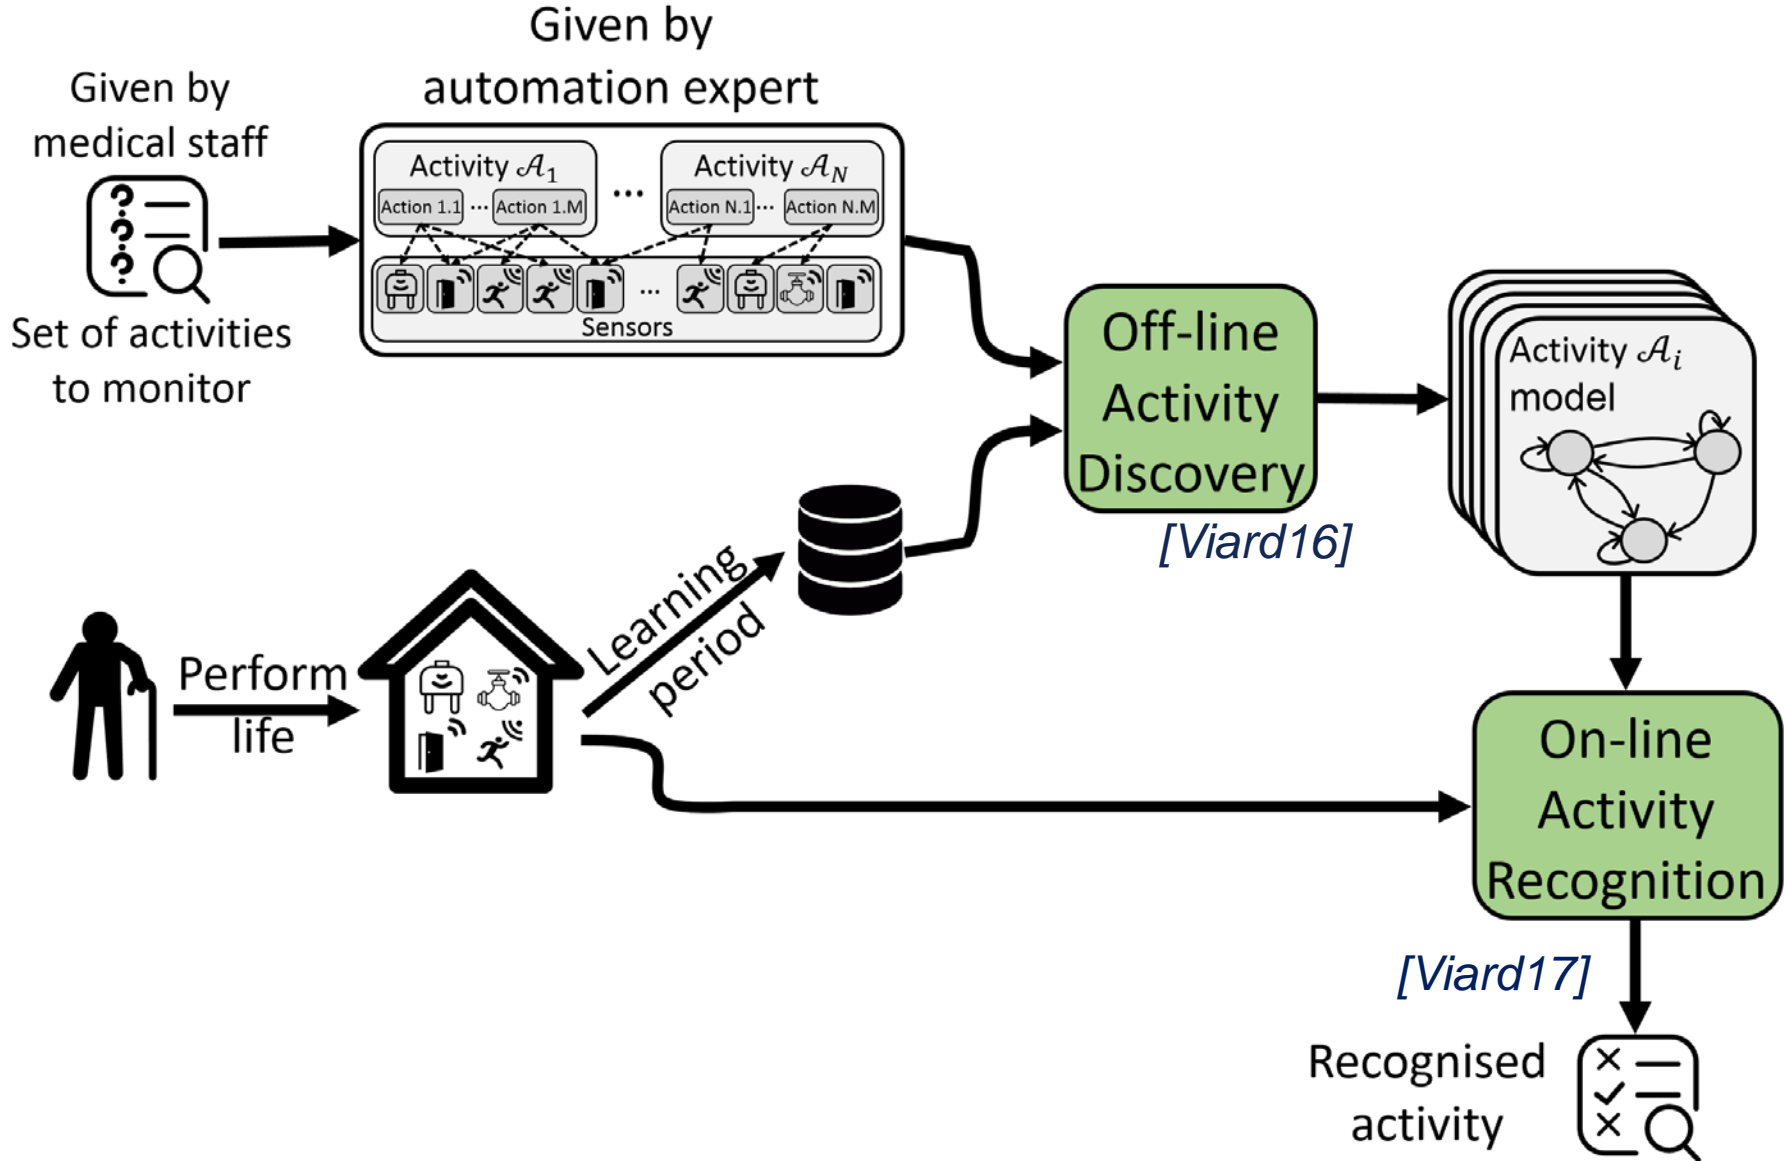 Given by
medical staff
Set of activities
to monitor
Given by
automation expert
Activity 𝒜₁
Action 1.1 ... Action 1.M
...
Activity 𝒜_N
Action N.1 ... Action N.M
...
Sensors
Off-line
Activity
Discovery
[Viard16]
Activity 𝒜ᵢ
model
Perform
life
Learning
period
On-line
Activity
Recognition
[Viard17]
Recognised
activity